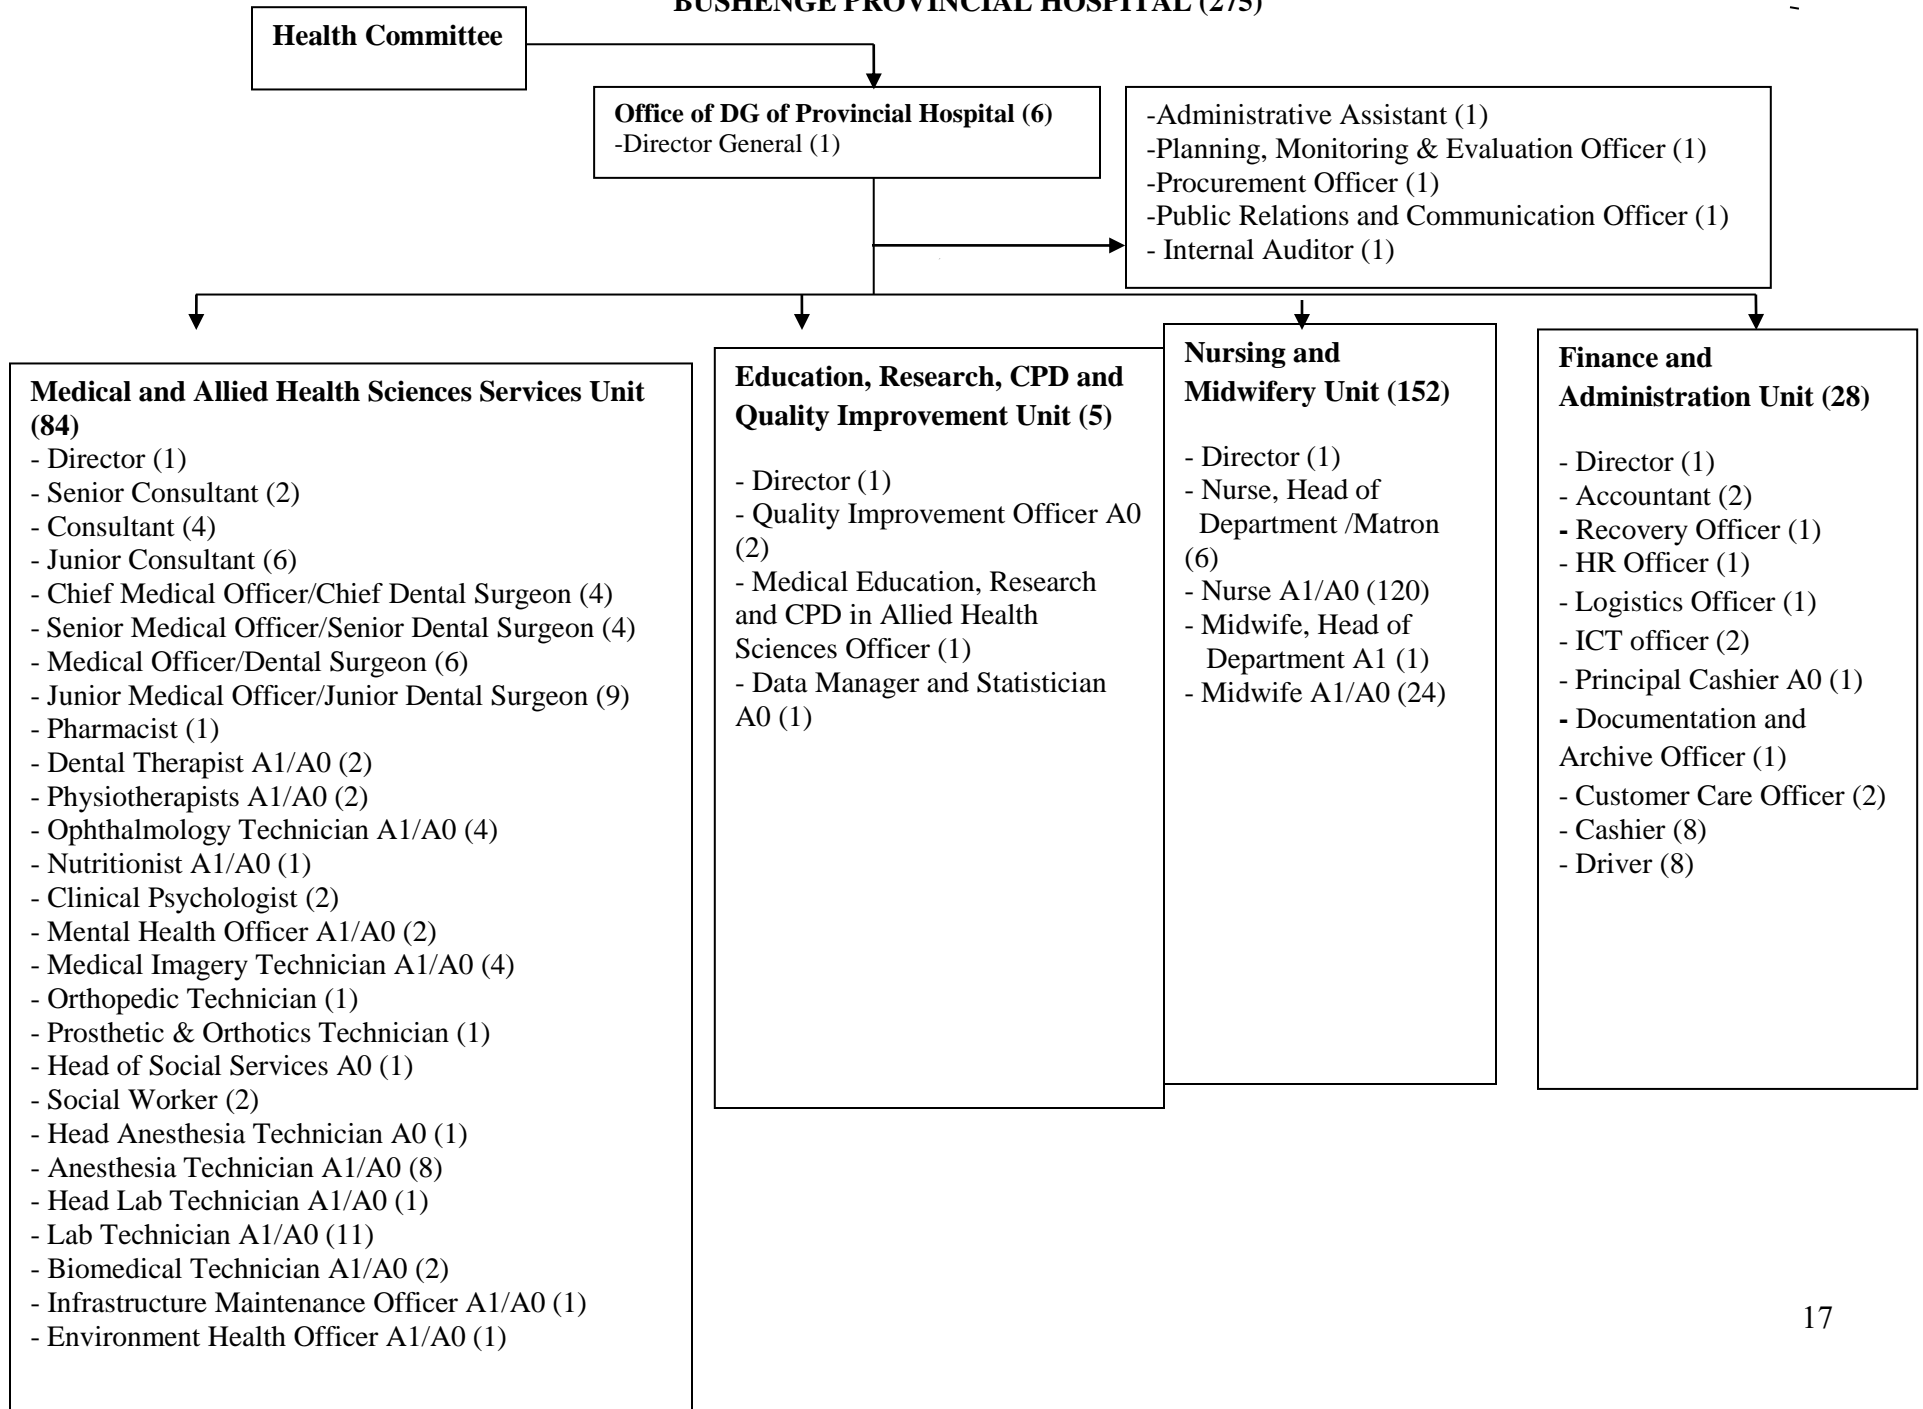 BUSHENGE PROVINCIAL HOSPITAL (275)
Health Committee
Office of DG of Provincial Hospital (6)
-Director General (1)
-Administrative Assistant (1)
-Planning, Monitoring & Evaluation Officer (1)
-Procurement Officer (1)
-Public Relations and Communication Officer (1)
- Internal Auditor (1)
Medical and Allied Health Sciences Services Unit
(84)
- Director (1)
- Senior Consultant (2)
- Consultant (4)
- Junior Consultant (6)
- Chief Medical Officer/Chief Dental Surgeon (4)
- Senior Medical Officer/Senior Dental Surgeon (4)
- Medical Officer/Dental Surgeon (6)
- Junior Medical Officer/Junior Dental Surgeon (9)
- Pharmacist (1)
- Dental Therapist A1/A0 (2)
- Physiotherapists A1/A0 (2)
- Ophthalmology Technician A1/A0 (4)
- Nutritionist A1/A0 (1)
- Clinical Psychologist (2)
- Mental Health Officer A1/A0 (2)
- Medical Imagery Technician A1/A0 (4)
- Orthopedic Technician (1)
- Prosthetic & Orthotics Technician (1)
- Head of Social Services A0 (1)
- Social Worker (2)
- Head Anesthesia Technician A0 (1)
- Anesthesia Technician A1/A0 (8)
- Head Lab Technician A1/A0 (1)
- Lab Technician A1/A0 (11)
- Biomedical Technician A1/A0 (2)
- Infrastructure Maintenance Officer A1/A0 (1)
- Environment Health Officer A1/A0 (1)
Education, Research, CPD and
Quality Improvement Unit (5)
- Director (1)
- Quality Improvement Officer A0
(2)
- Medical Education, Research
and CPD in Allied Health
Sciences Officer (1)
- Data Manager and Statistician
A0 (1)
Nursing and
Midwifery Unit (152)
- Director (1)
- Nurse, Head of
Department /Matron
(6)
- Nurse A1/A0 (120)
- Midwife, Head of
Department A1 (1)
- Midwife A1/A0 (24)
Finance and
Administration Unit (28)
- Director (1)
- Accountant (2)
- Recovery Officer (1)
- HR Officer (1)
- Logistics Officer (1)
- ICT officer (2)
- Principal Cashier A0 (1)
- Documentation and
Archive Officer (1)
- Customer Care Officer (2)
- Cashier (8)
- Driver (8)
17